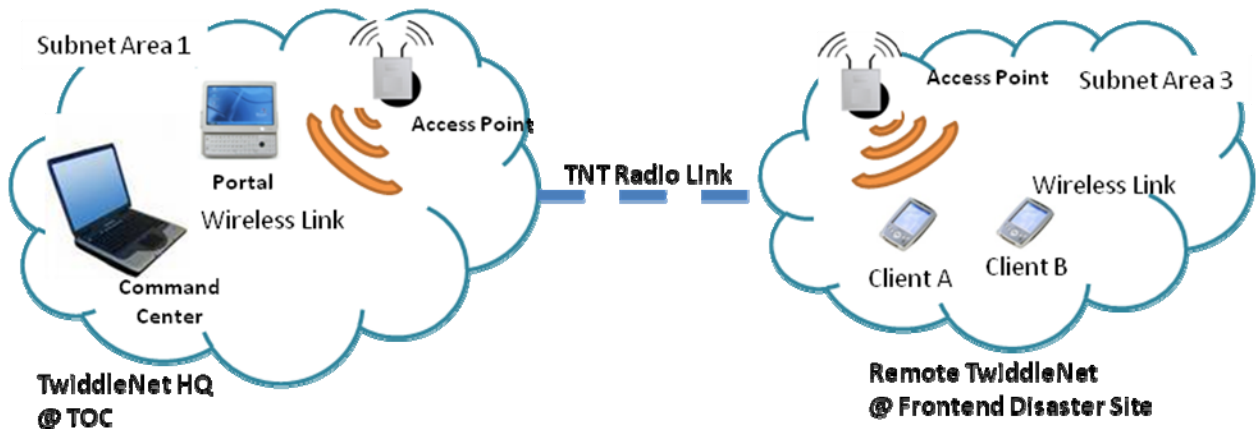 Subnet Area 1
Access Point
Portal
Wireless Link
Command
Center
TwiddleNet HQ
@ TOC
TNT Radio Link
Access Point
Subnet Area 3
Wireless Link
Client A
Client B
Remote TwiddleNet
@ Frontend Disaster Site